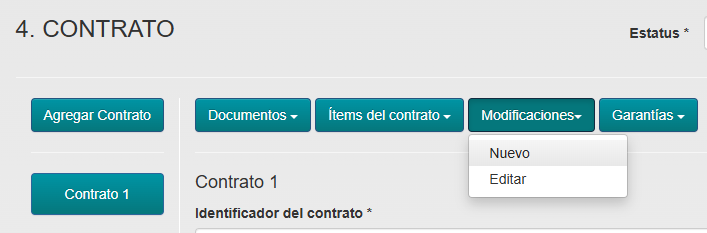 4. CONTRATO
Estatus *
Agregar Contrato
Documentos
Ítems del contrato
Modificaciones
Garantías
Nuevo
Editar
Contrato 1
Contrato 1
Identificador del contrato *